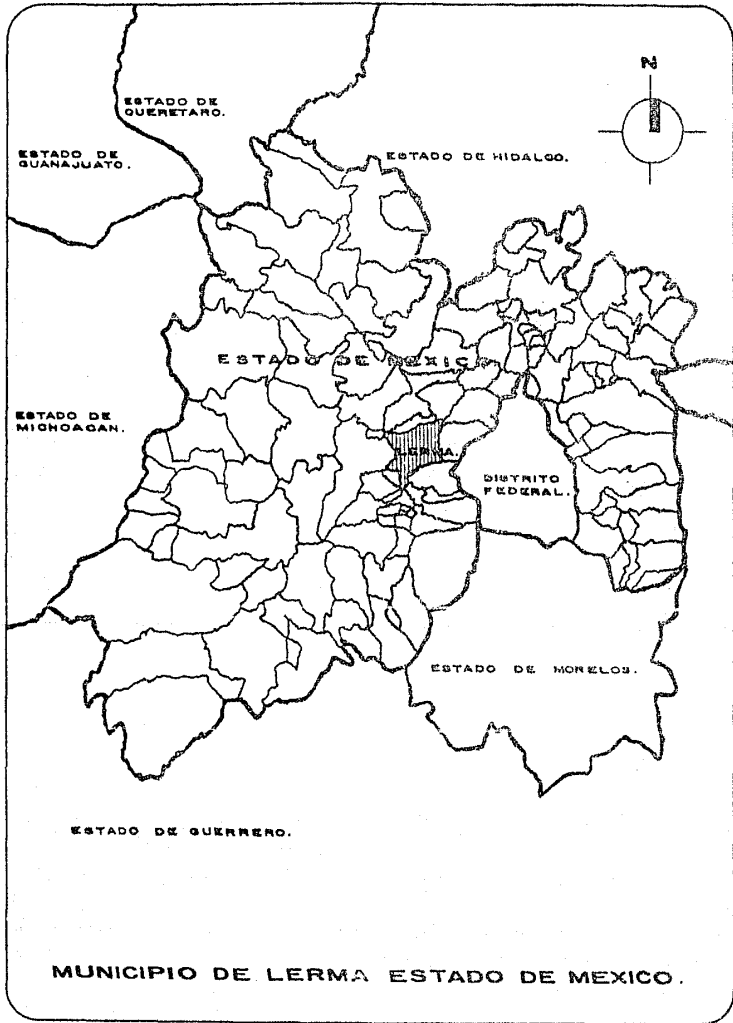 N
ESTADO DE
QUERETARO.
ESTADO DE
GUANAJUATO.
ESTADO DE HIDALGO.
ESTADO DE MEXICO
ESTADO DE
MICHOACAN.
LERMA.
DISTRITO
FEDERAL.
ESTADO DE MORELOS.
ESTADO DE GUERRERO.
MUNICIPIO DE LERMA ESTADO DE MEXICO.